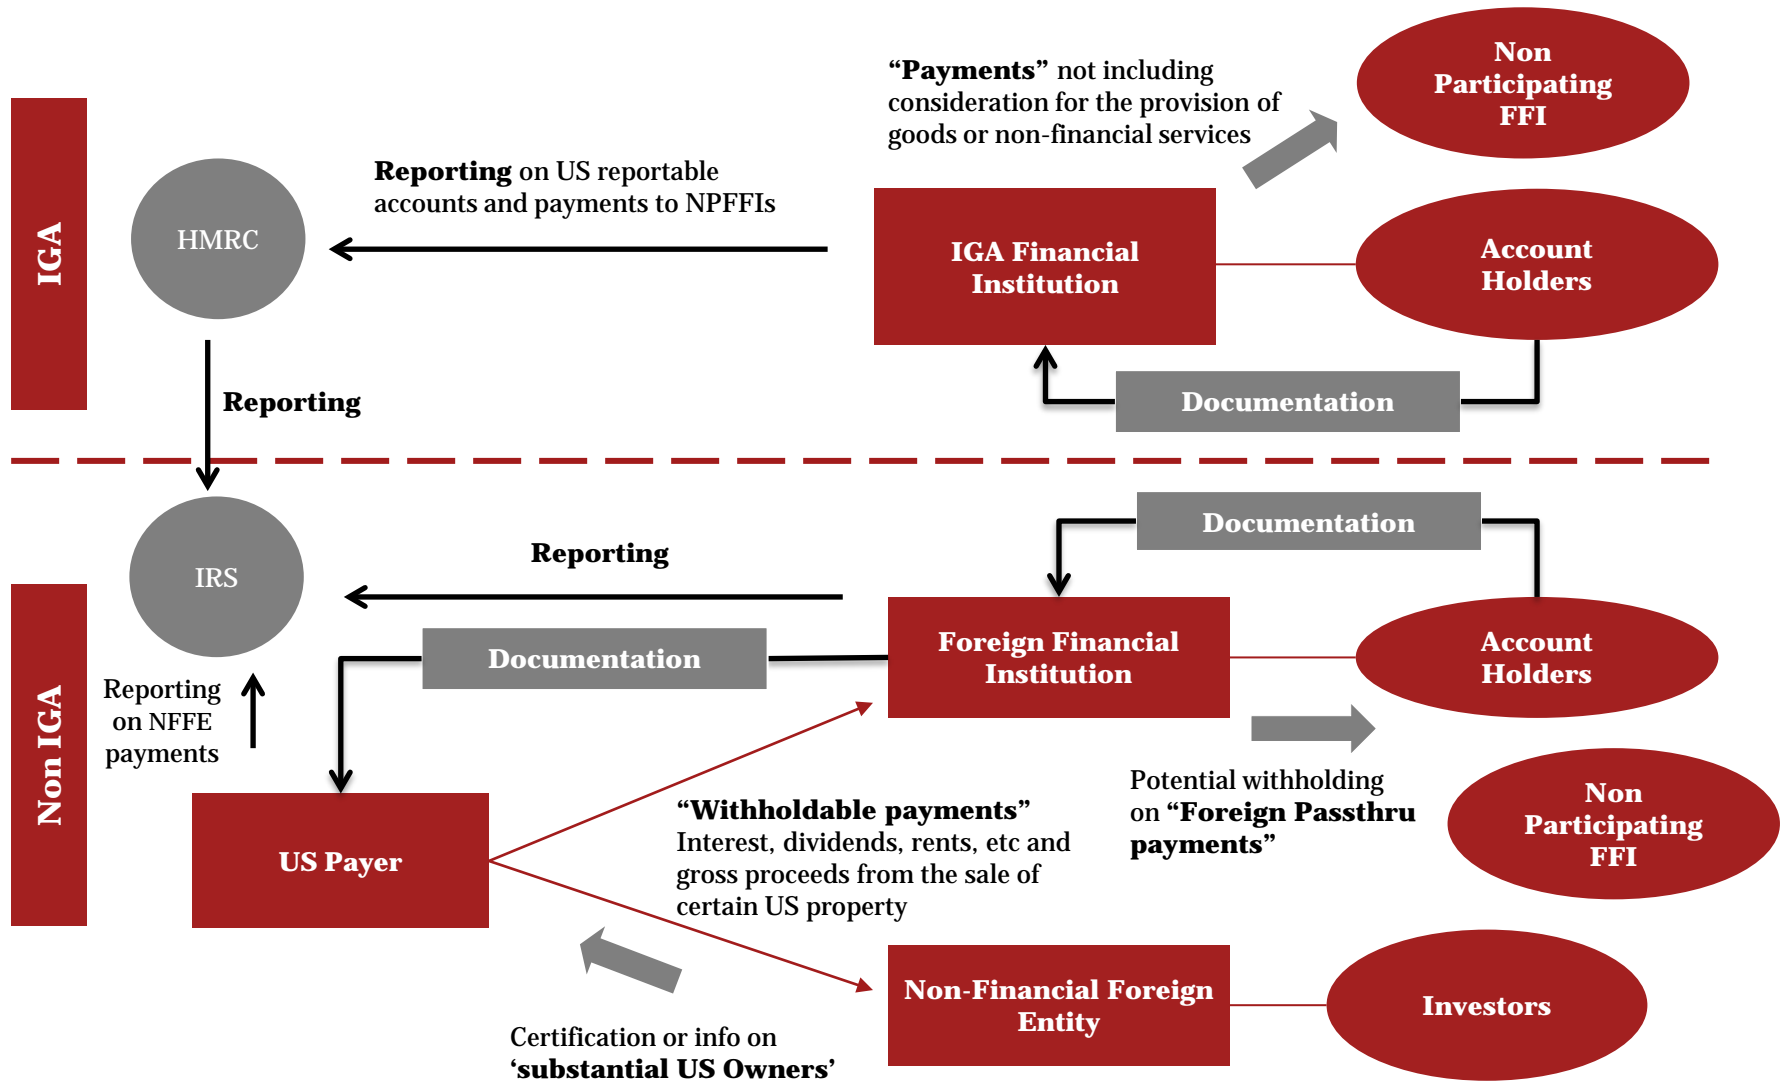 IGA
HMRC
Reporting on US reportable
accounts and payments to NPFFIs
“Payments” not including
consideration for the provision of
goods or non-financial services
Non
Participating
FFI
IGA Financial
Institution
Account
Holders
Documentation
Reporting
Non IGA
IRS
Reporting
Documentation
Documentation
Foreign Financial
Institution
Account
Holders
Reporting
on NFFE
payments
US Payer
“Withholdable payments”
Interest, dividends, rents, etc and
gross proceeds from the sale of
certain US property
Potential withholding
on “Foreign Passthru
payments”
Non
Participating
FFI
Certification or info on
‘substantial US Owners’
Non-Financial Foreign
Entity
Investors